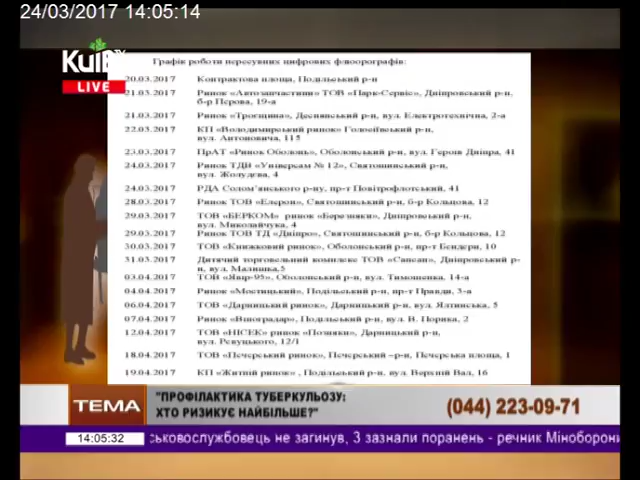 24/03/2017 14:05:14
Київ TV
LIVE
Графік роботи пересувних цифрових флюорографів:
20.03.2017 Контрактова площа, Подільський р-н
21.03.2017 Ринок «Автозапчастини» ТОВ «Парк-Сервіс», Дніпровський р-н,
б-р Перова, 19-а
21.03.2017 Ринок «Троєщина», Деснянський р-н, вул. Електротехнічна, 2-а
22.03.2017 КП «Володимирський ринок» Голосіївський р-н,
вул. Антоновича, 115
23.03.2017 ПрАТ «Ринок Оболонь», Оболонський р-н, вул. Героїв Дніпра, 41
24.03.2017 Ринок ТДВ «Універсам № 12», Святошинський р-н,
вул. Жолудєва, 4
24.03.2017 РДА Солом'янського р-ну, пр-т Повітрофлотський, 41
28.03.2017 Ринок ТОВ «Елерон», Святошинський р-н, б-р Кольцова, 12
29.03.2017 ТОВ «БЕРКОМ» ринок «Березняки», Дніпровський р-н,
вул. Миколайчука, 4
29.03.2017 Ринок ТОВ ТД «Дніпро», Святошинський р-н, б-р Кольцова, 12
30.03.2017 ТОВ «Книжковий ринок», Оболонський р-н, пр-т Бандери, 10
31.03.2017 Дитячий торговельний комплекс ТОВ «Сапсан», Дніпровський р-
н, вул. Малишка,5
03.04.2017 ТОВ «Ящр-95», Оболонський р-н, вул. Тимошенка, 14-а
04.04.2017 Ринок «Мостицький», Подільський р-н, пр-т Правди, 3-а
06.04.2017 ТОВ «Дарницький ринок», Дарницький р-н, вул. Ялтинська, 5
07.04.2017 Ринок «Виноградар», Подільський р-н, вул. В. Порика, 2
12.04.2017 ТОВ «НІСЕК» ринок «Позняки», Дарницький р-н,
вул. Ревуцького, 12/1
18.04.2017 ТОВ «Печерський ринок», Печерський –р-н, Печерська площа, 1
19.04.2017 КП «Житній ринок» , Подільський р-н, вул. Верхній Вал, 16
ТЕМА
"ПРОФІЛАКТИКА ТУБЕРКУЛЬОЗУ:
ХТО РИЗИКУЄ НАЙБІЛЬШЕ?"
(044) 223-09-71
14:05:32 ськовослужбовець не загинув, 3 зазнали поранень - речник Міноборони